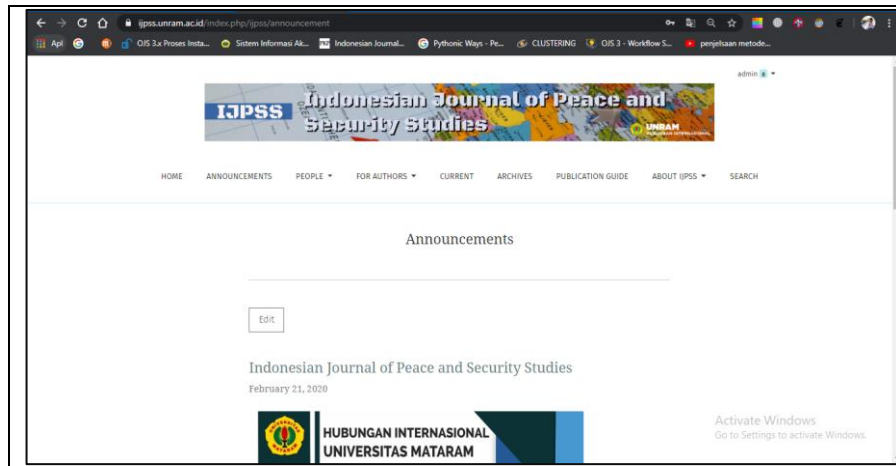 ijpss.unram.ac.id/index.php/ijpss/announcement
Apl
OJS 3.x Proses Insta...
Sistem Informasi Ak...
Indonesian Journal...
Pythonic Ways - Pe...
CLUSTERING
OJS 3 - Workflow S...
penjelsaan metode...
admin
IJPSS
Indonesian Journal of Peace and
Security Studies
UNRAM
HOME ANNOUNCEMENTS PEOPLE FOR AUTHORS CURRENT ARCHIVES PUBLICATION GUIDE ABOUT IJPSS SEARCH
Announcements
Edit
Indonesian Journal of Peace and Security Studies
February 21, 2020
HUBUNGAN INTERNASIONAL
UNIVERSITAS MATARAM
Activate Windows
Go to Settings to activate Windows.